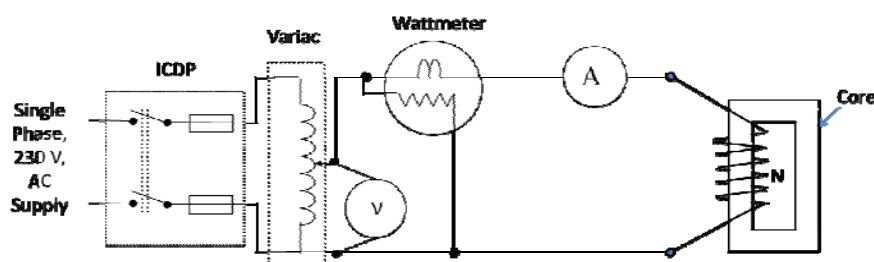 Wattmeter
Variac
ICDP
Single
Phase,
230 V,
AC
Supply
A
Core
N
v